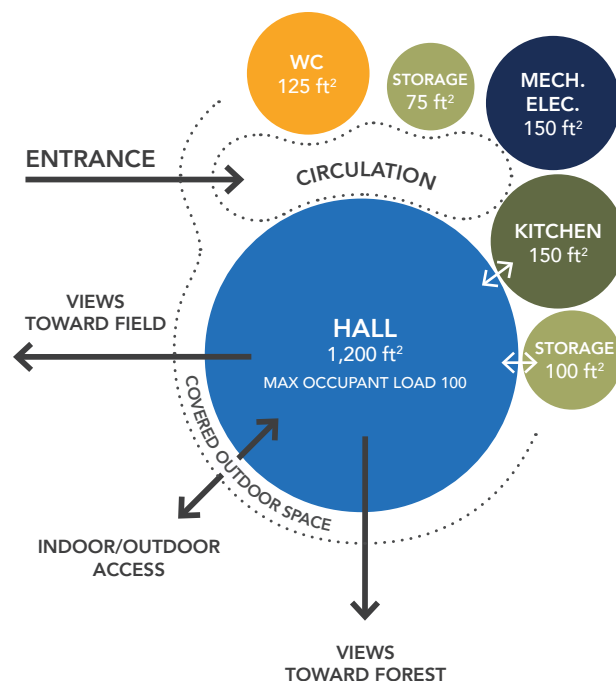 WC
125 ft²
STORAGE
75 ft²
MECH.
ELEC.
150 ft²
ENTRANCE
CIRCULATION
KITCHEN
150 ft²
VIEWS
TOWARD FIELD
HALL
1,200 ft²
MAX OCCUPANT LOAD 100
STORAGE
100 ft²
COVERED OUTDOOR SPACE
INDOOR/OUTDOOR
ACCESS
VIEWS
TOWARD FOREST